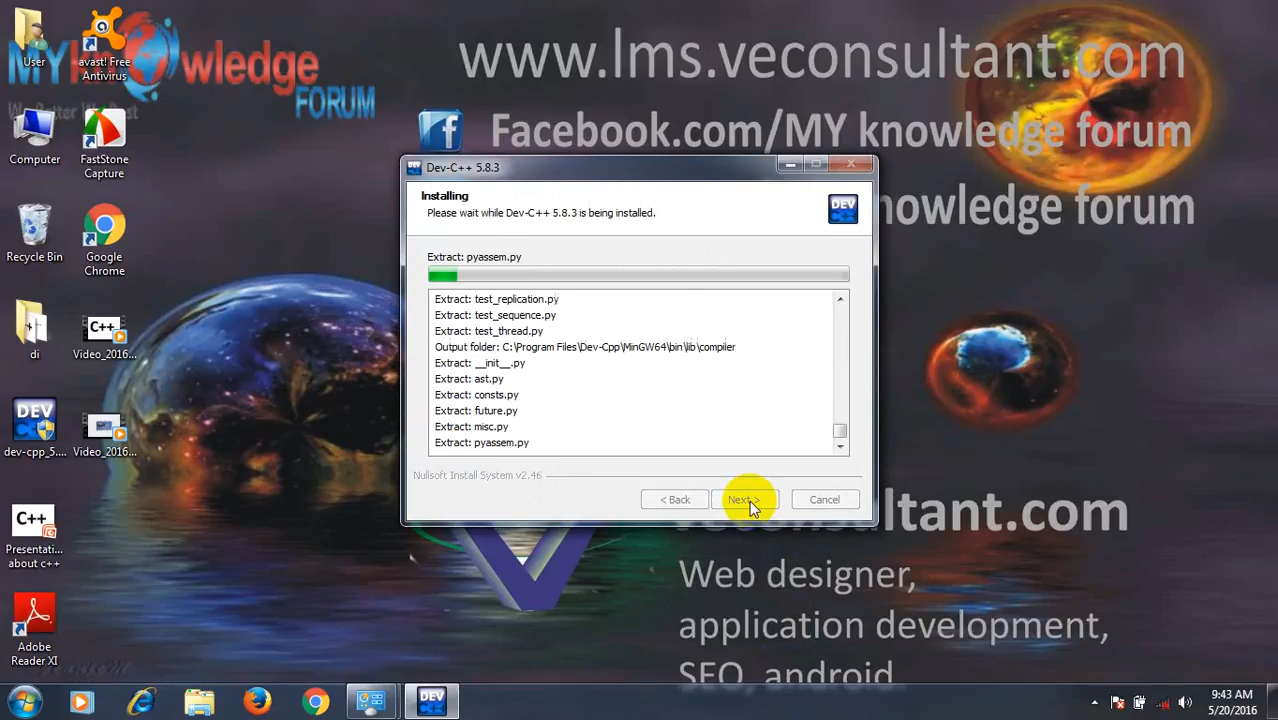 User
avast! Free
Antivirus
MYknowledge
FORUM
www.lms.veconsultant.com
Facebook.com/MY knowledge forum
Computer
FastStone
Capture
nowledge forum
Recycle Bin
Google
Chrome
di
C++
Video_2016...
DEV
dev-cpp_5....
Video_2016...
C++
Presentati...
about c++
Adobe
Reader XI
Dev-C++ 5.8.3
Installing
Please wait while Dev-C++ 5.8.3 is being installed.
DEV
C++
Extract: pyassem.py
Extract: test_replication.py
Extract: test_sequence.py
Extract: test_thread.py
Output folder: C:\Program Files\Dev-Cpp\MinGW64\bin\lib\compiler
Extract: __init__.py
Extract: ast.py
Extract: consts.py
Extract: future.py
Extract: misc.py
Extract: pyassem.py
Nullsoft Install System v2.46
< Back
Next >
Cancel
veconsultant.com
Web designer,
application development,
SEO, android
DEV
9:43 AM
5/20/2016